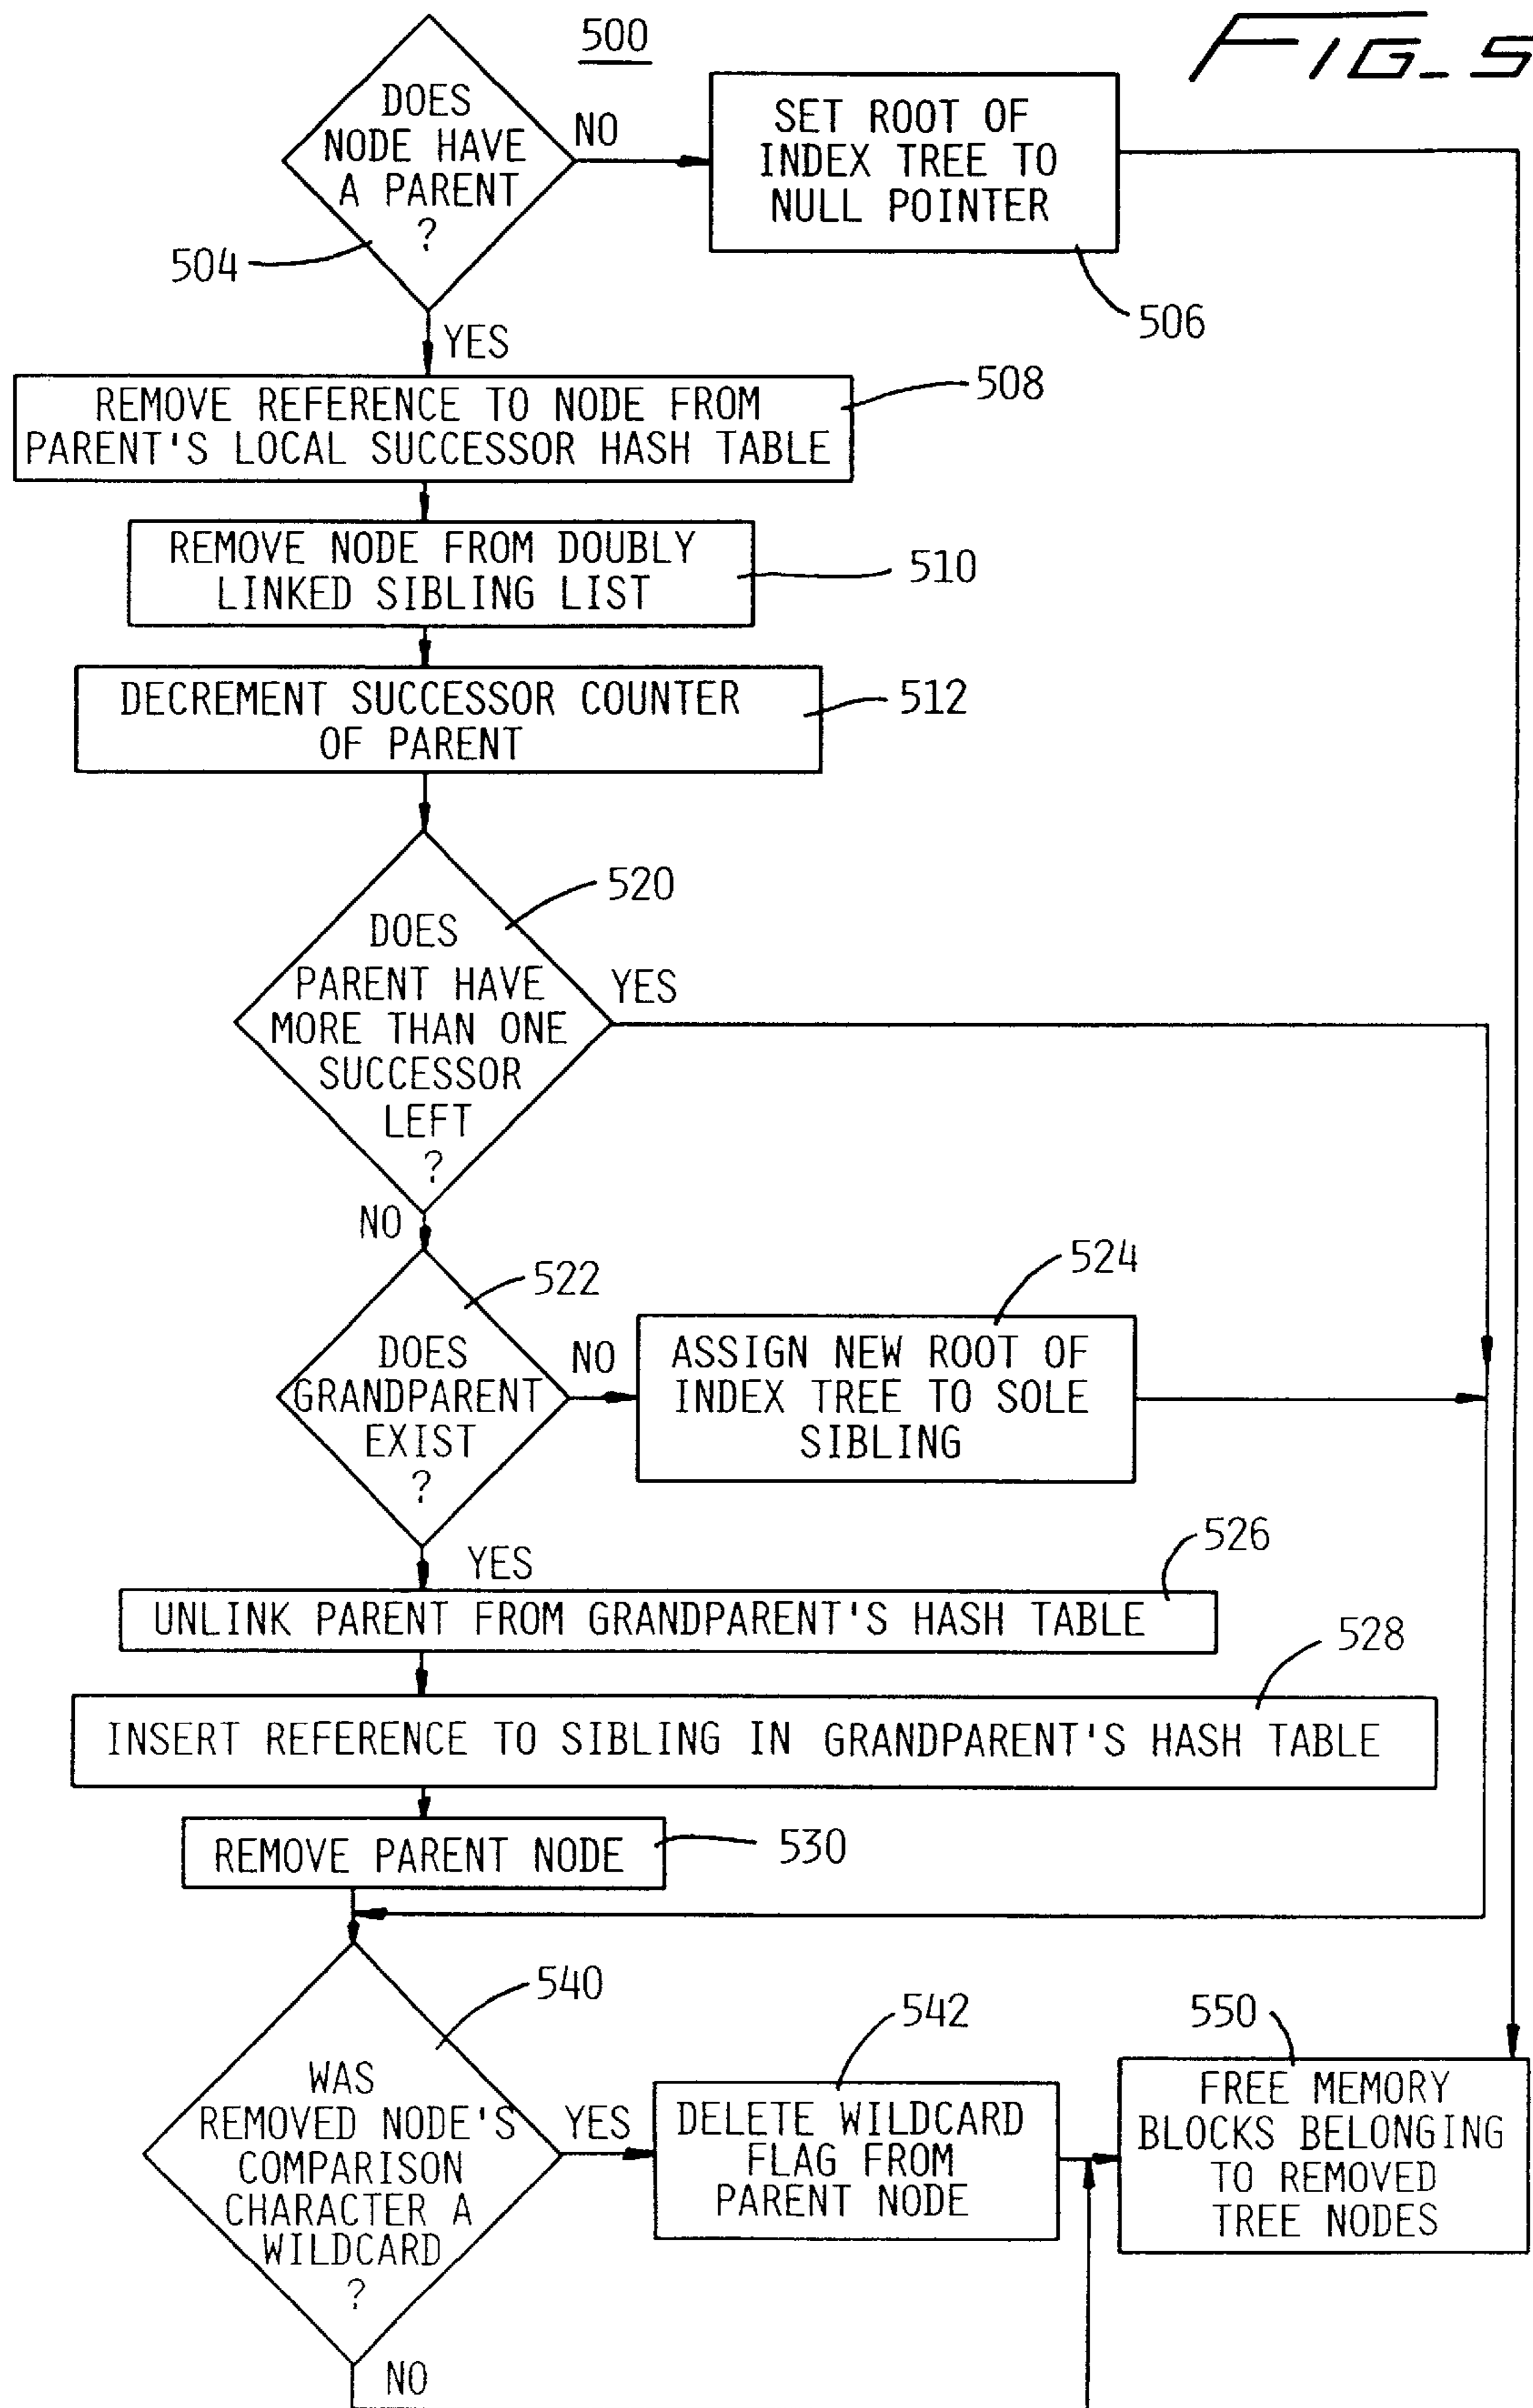 500
FIG_5
DOES
NODE HAVE
A PARENT
?
504
NO
SET ROOT OF
INDEX TREE TO
NULL POINTER
506
YES
REMOVE REFERENCE TO NODE FROM
PARENT'S LOCAL SUCCESSOR HASH TABLE
508
REMOVE NODE FROM DOUBLY
LINKED SIBLING LIST
510
DECREMENT SUCCESSOR COUNTER
OF PARENT
512
520
DOES
PARENT HAVE
MORE THAN ONE
SUCCESSOR
LEFT
?
YES
NO
522
DOES
GRANDPARENT
EXIST
?
NO
524
ASSIGN NEW ROOT OF
INDEX TREE TO SOLE
SIBLING
YES
526
UNLINK PARENT FROM GRANDPARENT'S HASH TABLE
528
INSERT REFERENCE TO SIBLING IN GRANDPARENT'S HASH TABLE
REMOVE PARENT NODE
530
540
WAS
REMOVED NODE'S
COMPARISON
CHARACTER A
WILDCARD
?
YES
542
DELETE WILDCARD
FLAG FROM
PARENT NODE
550
FREE MEMORY
BLOCKS BELONGING
TO REMOVED
TREE NODES
NO